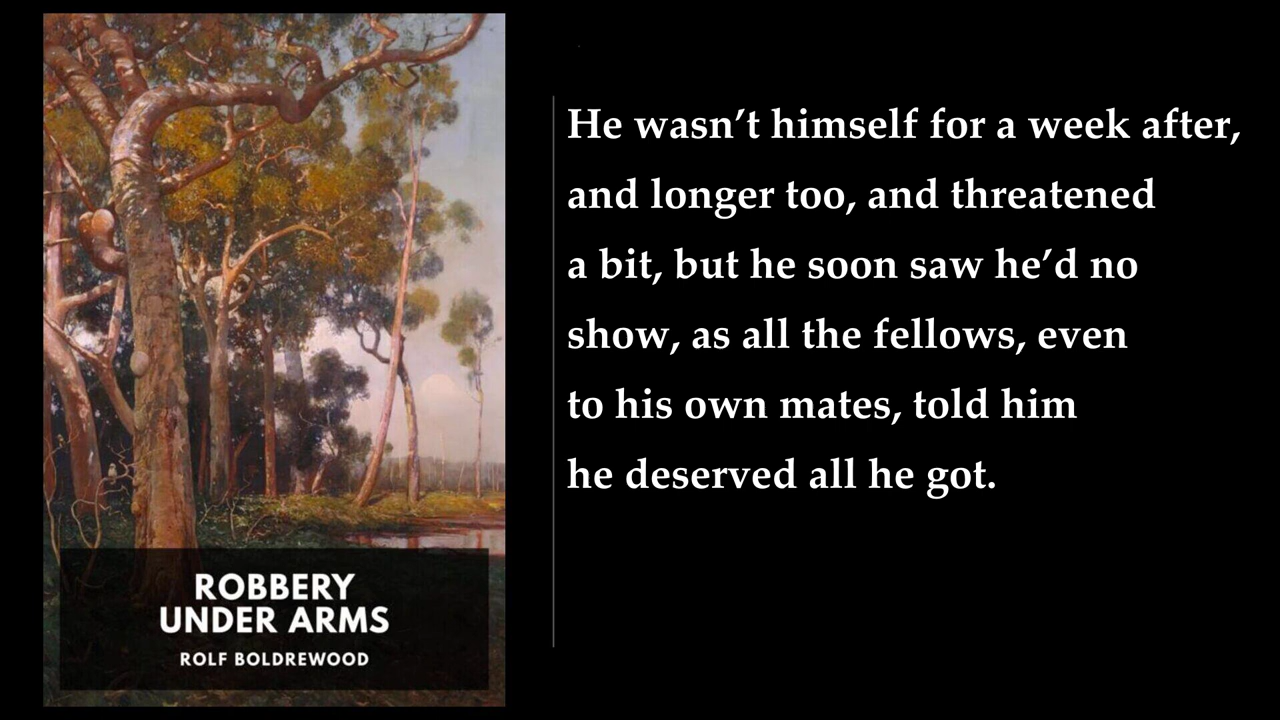 He wasn’t himself for a week after,
and longer too, and threatened
a bit, but he soon saw he’d no
show, as all the fellows, even
to his own mates, told him
he deserved all he got.
ROBBERY
UNDER ARMS
ROLF BOLDREWOOD